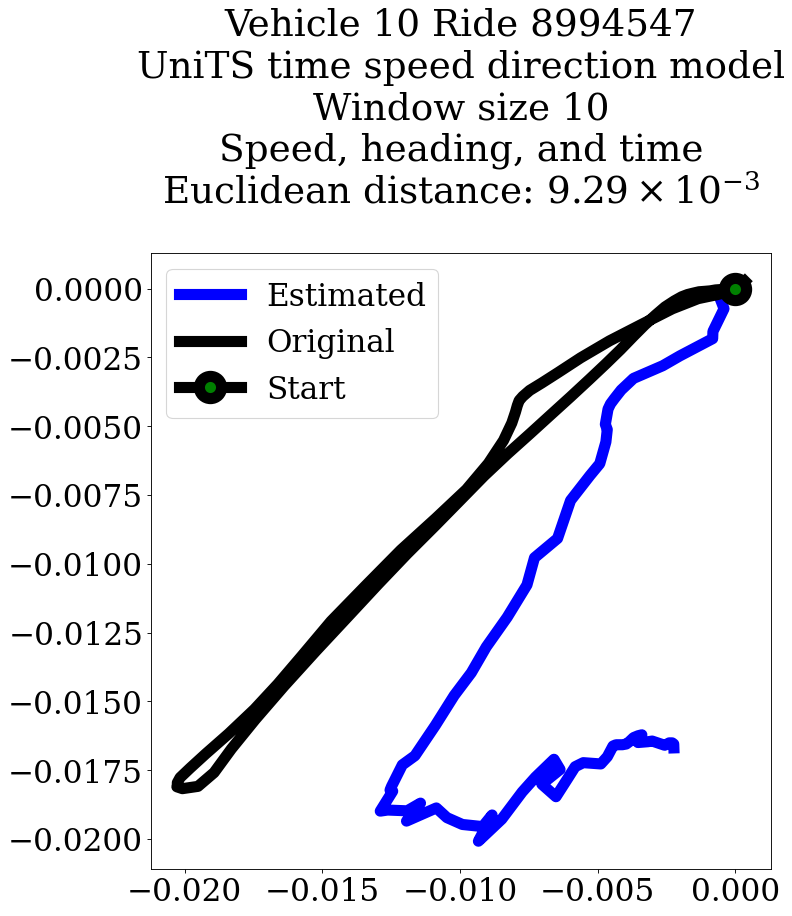 Vehicle 10 Ride 8994547
UniTS time speed direction model
Window size 10
Speed, heading, and time
Euclidean distance: 9.29 × 10⁻³
Estimated
Original
Start
0.0000
−0.0025
−0.0050
−0.0075
−0.0100
−0.0125
−0.0150
−0.0175
−0.0200
−0.020 −0.015 −0.010 −0.005 0.000